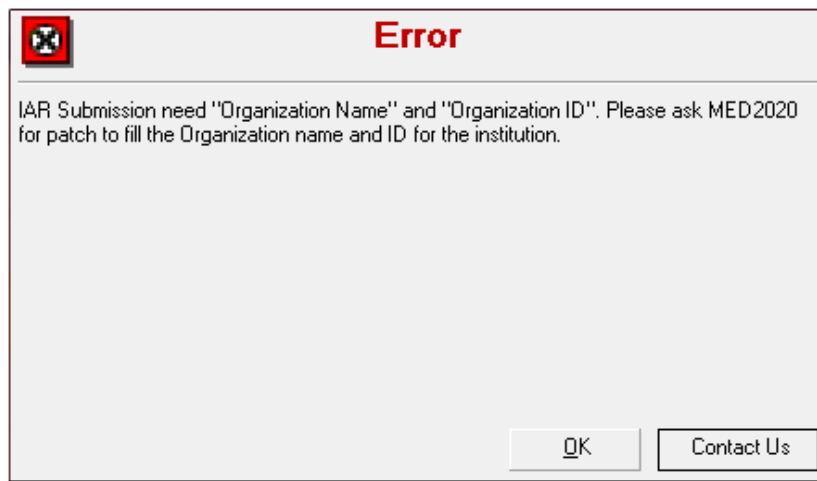 Error
IAR Submission need "Organization Name" and "Organization ID". Please ask MED2020
for patch to fill the Organization name and ID for the institution.
OK
Contact Us